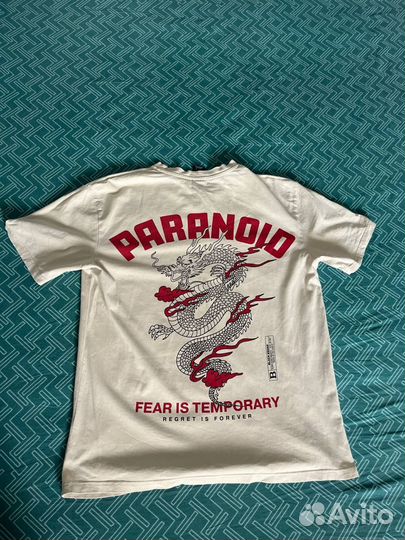 PARANOID
FEAR IS TEMPORARY
REGRET IS FOREVER
B
Avito